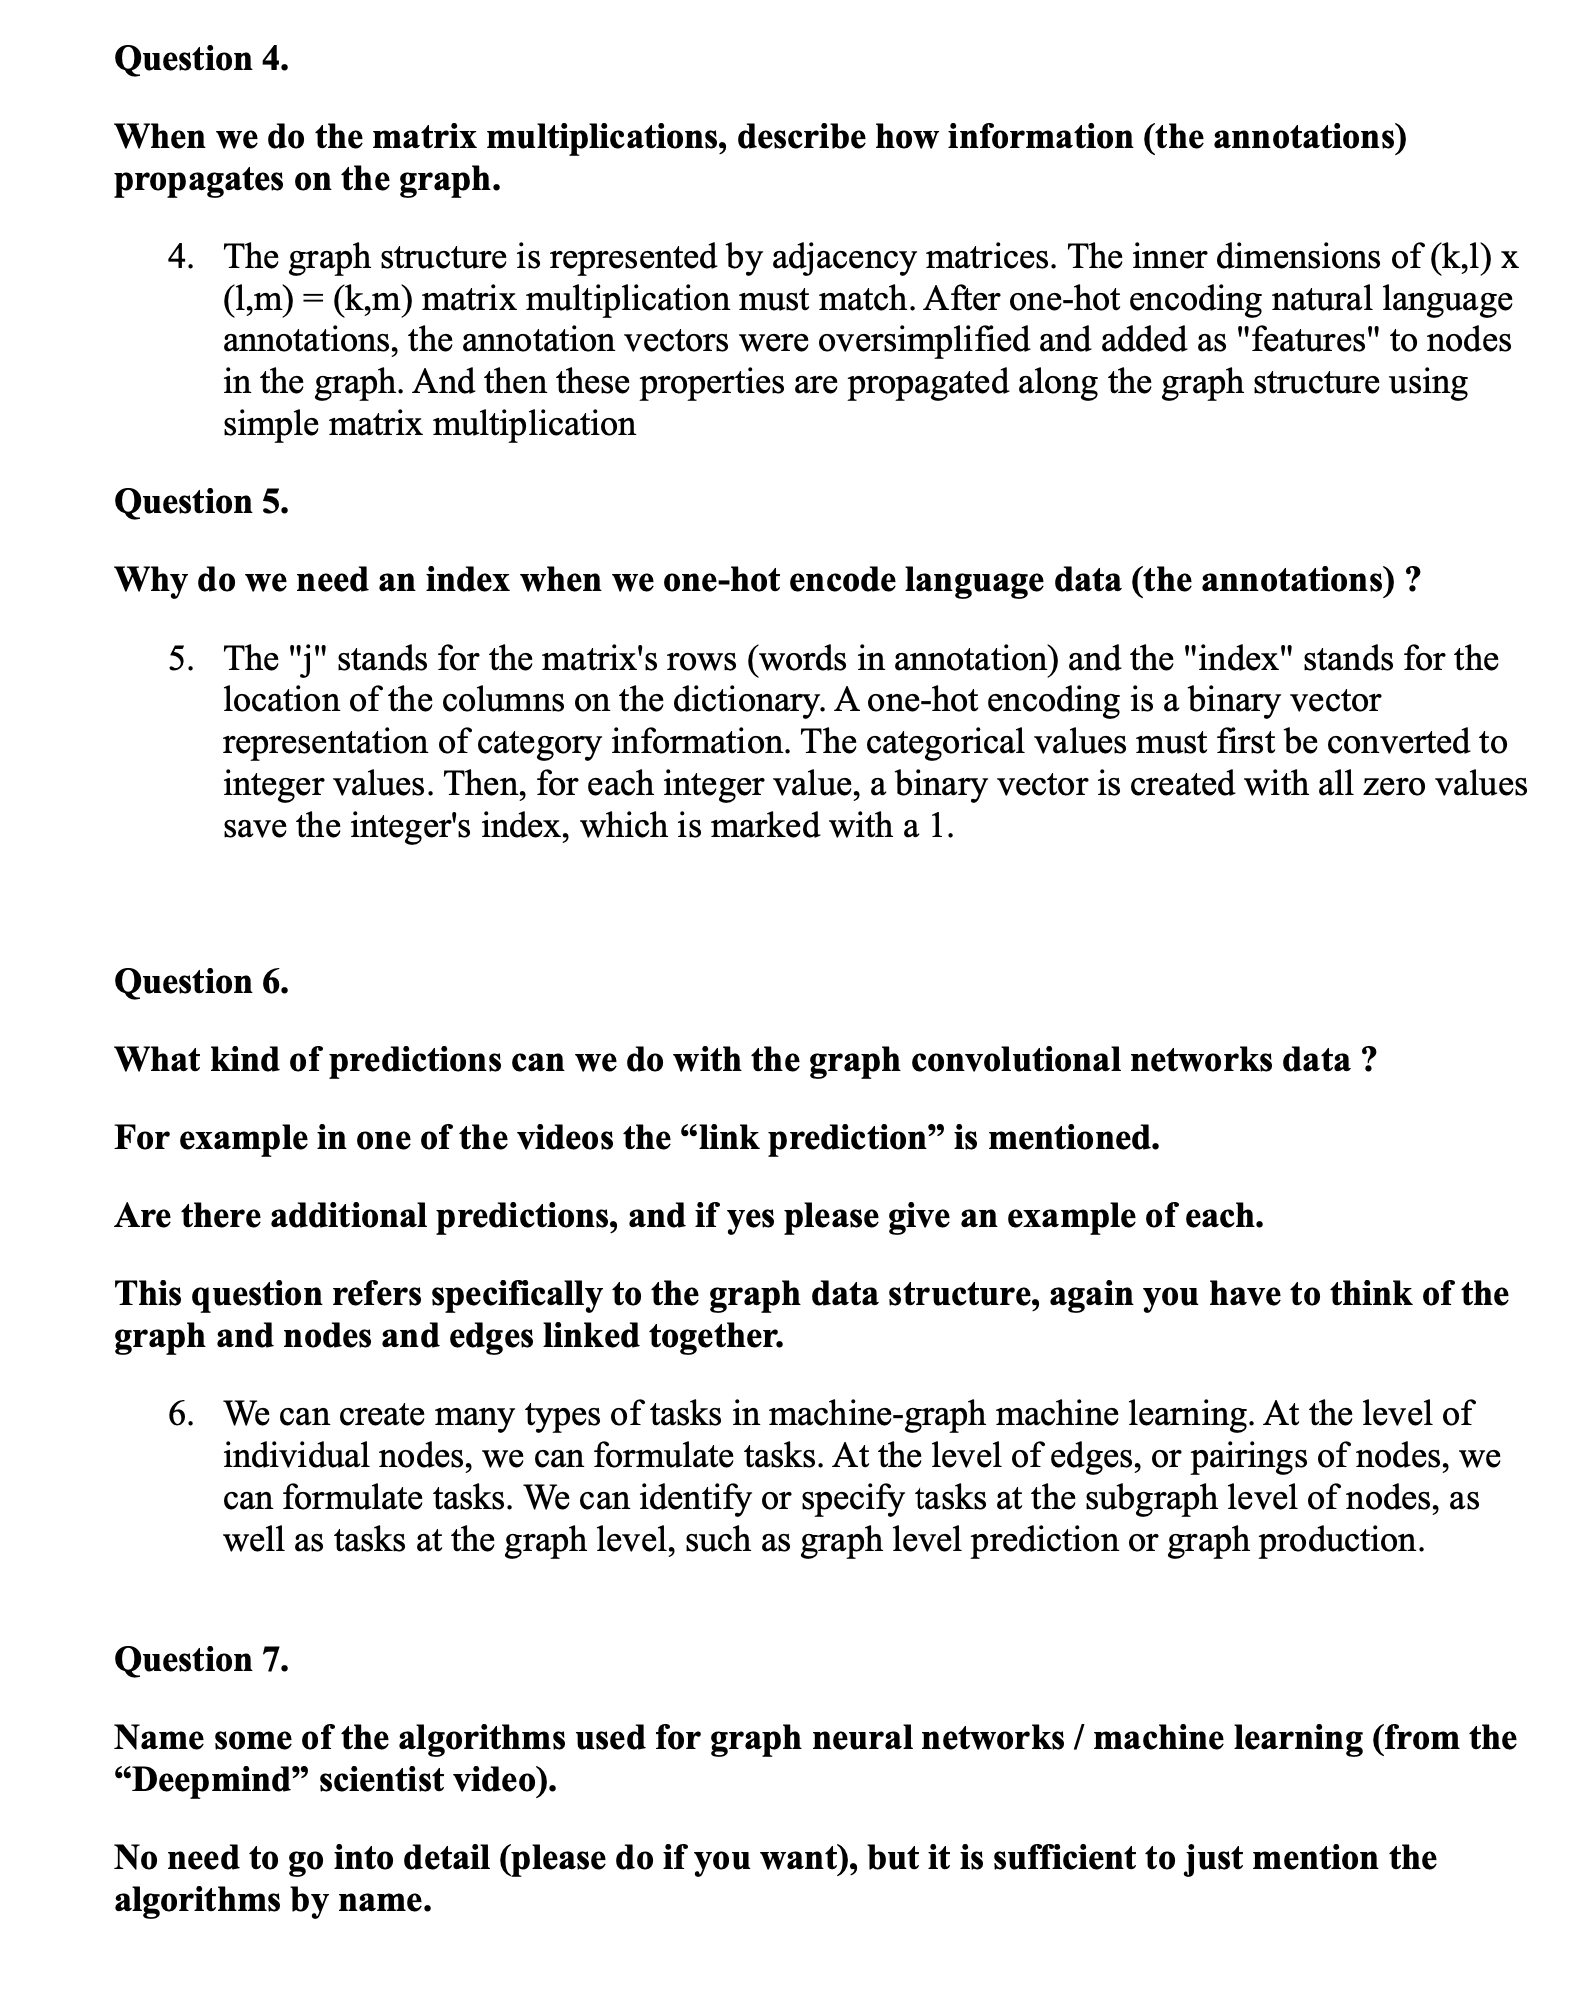 Question 4.
When we do the matrix multiplications, describe how information (the annotations)
propagates on the graph.
4. The graph structure is represented by adjacency matrices. The inner dimensions of (k,l) x
(l,m) = (k,m) matrix multiplication must match. After one-hot encoding natural language
annotations, the annotation vectors were oversimplified and added as "features" to nodes
in the graph. And then these properties are propagated along the graph structure using
simple matrix multiplication
Question 5.
Why do we need an index when we one-hot encode language data (the annotations) ?
5. The "j" stands for the matrix's rows (words in annotation) and the "index" stands for the
location of the columns on the dictionary. A one-hot encoding is a binary vector
representation of category information. The categorical values must first be converted to
integer values. Then, for each integer value, a binary vector is created with all zero values
save the integer's index, which is marked with a 1.
Question 6.
What kind of predictions can we do with the graph convolutional networks data ?
For example in one of the videos the “link prediction” is mentioned.
Are there additional predictions, and if yes please give an example of each.
This question refers specifically to the graph data structure, again you have to think of the
graph and nodes and edges linked together.
6. We can create many types of tasks in machine-graph machine learning. At the level of
individual nodes, we can formulate tasks. At the level of edges, or pairings of nodes, we
can formulate tasks. We can identify or specify tasks at the subgraph level of nodes, as
well as tasks at the graph level, such as graph level prediction or graph production.
Question 7.
Name some of the algorithms used for graph neural networks / machine learning (from the
“Deepmind” scientist video).
No need to go into detail (please do if you want), but it is sufficient to just mention the
algorithms by name.